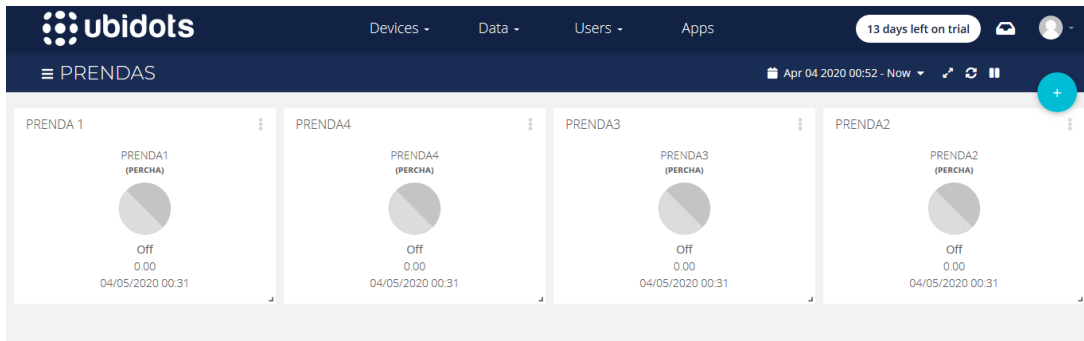 ubidots
Devices
Data
Users
Apps
13 days left on trial
PRENDAS
Apr 04 2020 00:52 - Now
+
PRENDA 1
PRENDA1
(PERCHA)
Off
0.00
04/05/2020 00:31
PRENDA4
PRENDA4
(PERCHA)
Off
0.00
04/05/2020 00:31
PRENDA3
PRENDA3
(PERCHA)
Off
0.00
04/05/2020 00:31
PRENDA2
PRENDA2
(PERCHA)
Off
0.00
04/05/2020 00:31